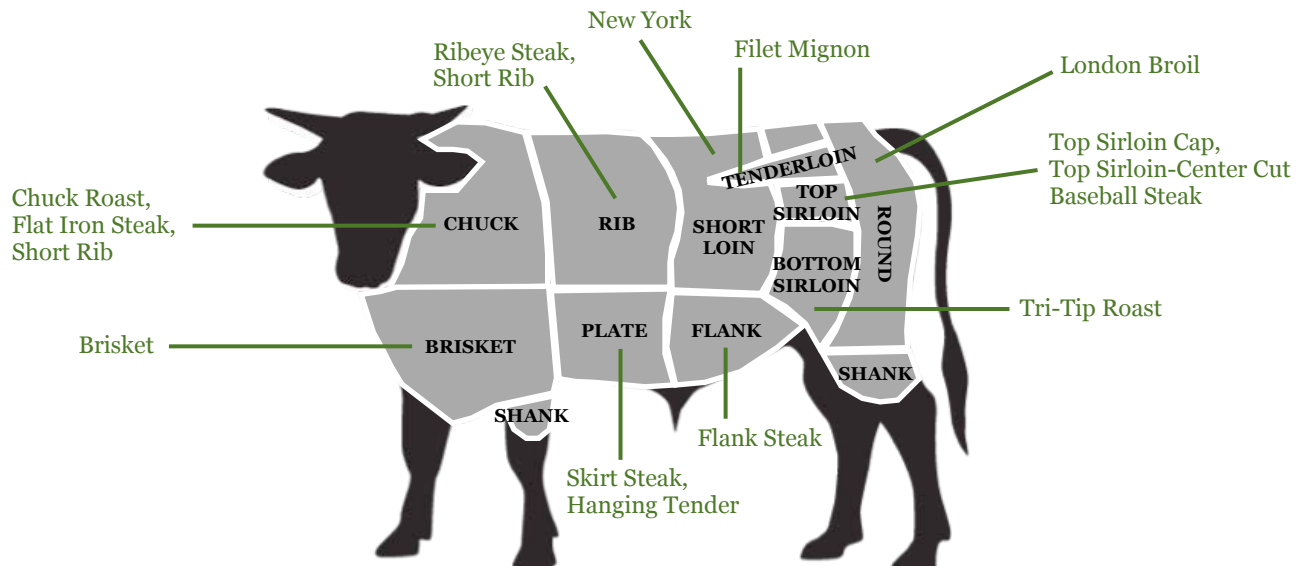 New York
Ribeye Steak,
Short Rib
Filet Mignon
London Broil
Top Sirloin Cap,
Top Sirloin-Center Cut
Baseball Steak
Chuck Roast,
Flat Iron Steak,
Short Rib
CHUCK
RIB
SHORT
LOIN
TENDERLOIN
TOP
SIRLOIN
BOTTOM
SIRLOIN
ROUND
Tri-Tip Roast
Brisket
BRISKET
PLATE
FLANK
SHANK
SHANK
Flank Steak
Skirt Steak,
Hanging Tender